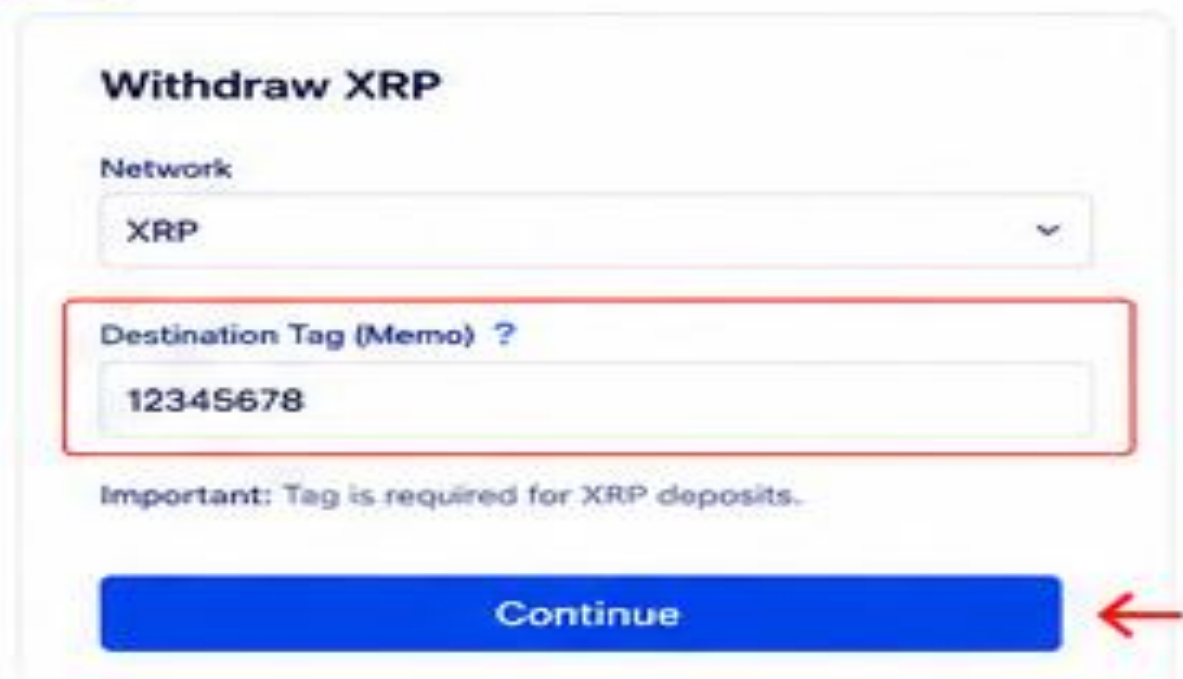 Withdraw XRP
Network
XRP
Destination Tag (Memo) ?
12345678
Important: Tag is required for XRP deposits.
Continue